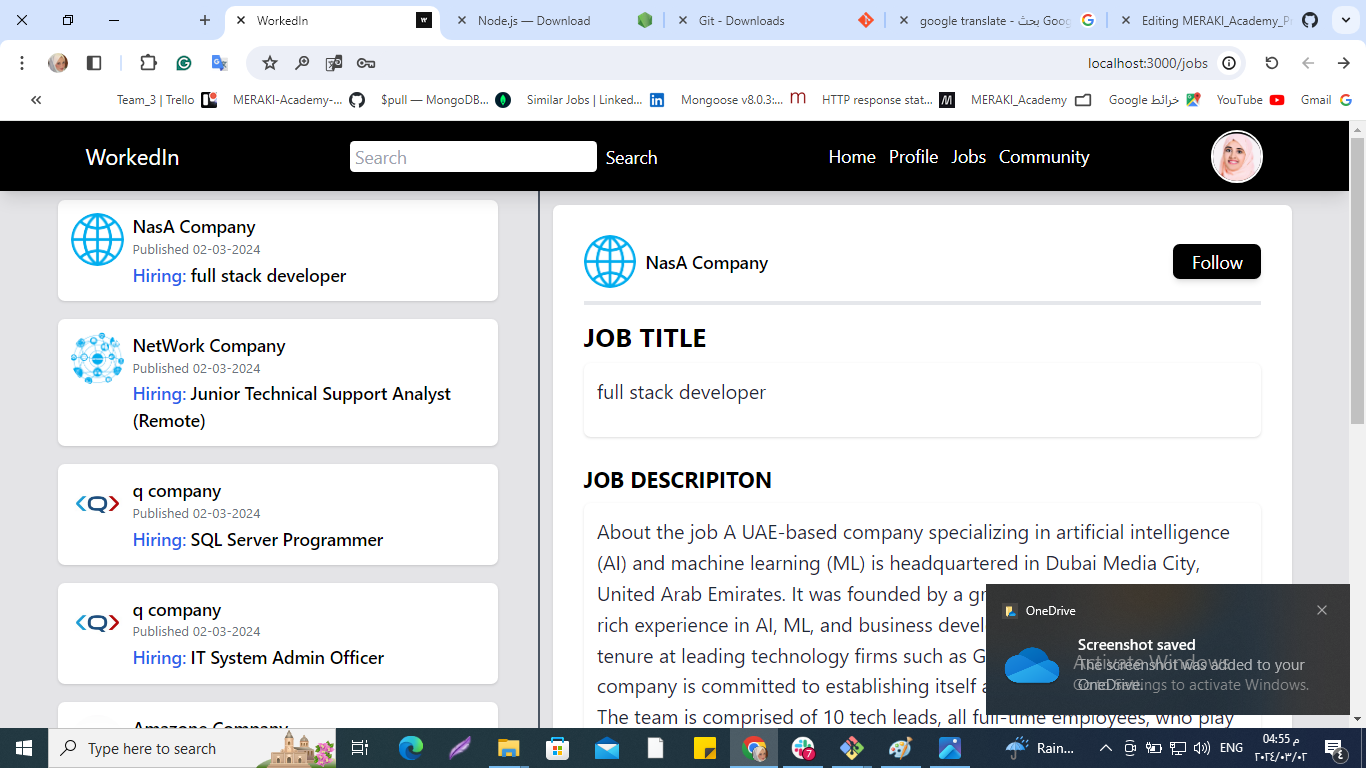 WorkedIn
Node.js — Download
Git - Downloads
google translate - بحث Goog
Editing MERAKI_Academy_P
localhost:3000/jobs
Team_3 | Trello
MERAKI-Academy-...
$pull — MongoDB...
Similar Jobs | Linked...
Mongoose v8.0.3:...
HTTP response stat...
MERAKI_Academy
خرائط Google
YouTube
Gmail
WorkedIn
Search
Search
Home Profile Jobs Community
NasA Company
Published 02-03-2024
Hiring: full stack developer
NetWork Company
Published 02-03-2024
Hiring: Junior Technical Support Analyst
(Remote)
q company
Published 02-03-2024
Hiring: SQL Server Programmer
q company
Published 02-03-2024
Hiring: IT System Admin Officer
Amazone Company
NasA Company
Follow
JOB TITLE
full stack developer
JOB DESCRIPITON
About the job A UAE-based company specializing in artificial intelligence
(AI) and machine learning (ML) is headquartered in Dubai Media City,
United Arab Emirates. It was founded by a
rich experience in AI, ML, and business
tenure at leading technology firms such as
company is committed to establishing itself
The team is comprised of 10 tech leads, all full-time employees, who play
OneDrive
Screenshot saved
The screenshot was added to your
OneDrive.
Activate Windows
Go to Settings to activate Windows.
Type here to search
7
Rain...
ENG
04:55 م
٢٠٢٤/٠٣/٠٢
٤